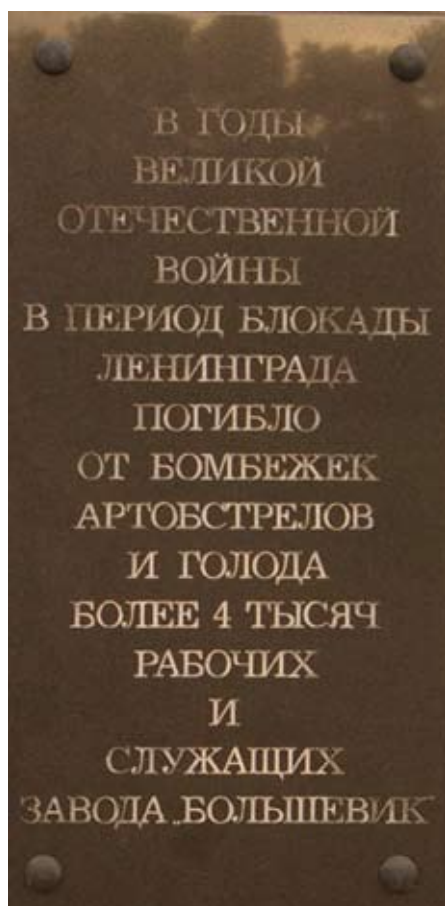 В ГОДЫ
ВЕЛИКОЙ
ОТЕЧЕСТВЕННОЙ
ВОЙНЫ
В ПЕРИОД БЛОКАДЫ
ЛЕНИНГРАДА
ПОГИБЛО
ОТ БОМБЕЖЕК
АРТОБСТРЕЛОВ
И ГОЛОДА
БОЛЕЕ 4 ТЫСЯЧ
РАБОЧИХ
И
СЛУЖАЩИХ
ЗАВОДА „БОЛЬШЕВИК"